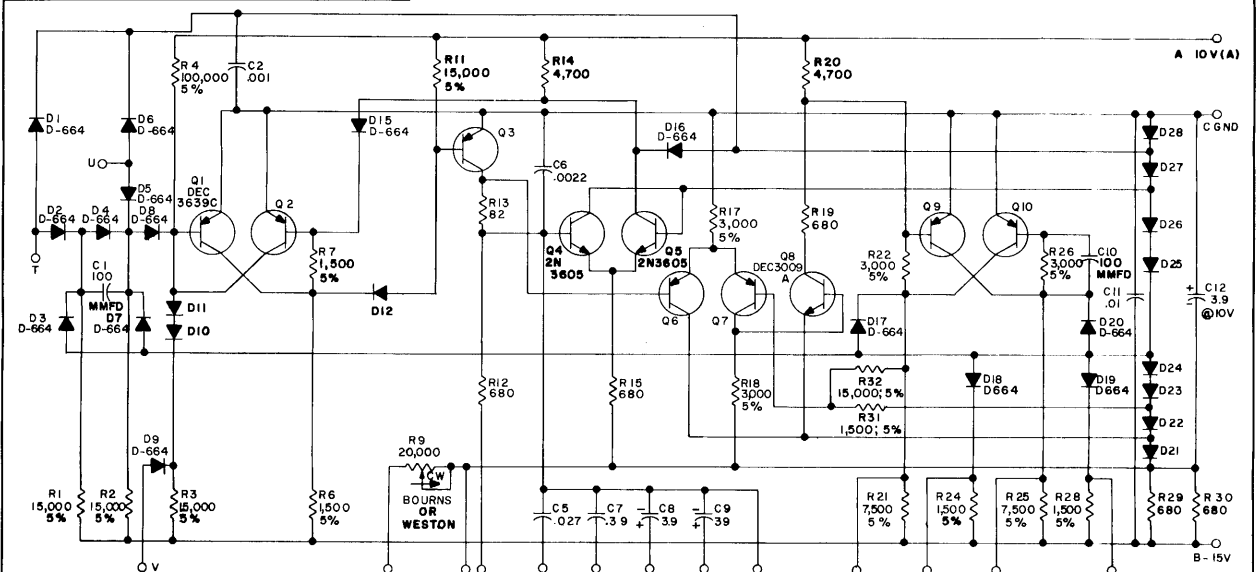 A 10V(A)
R4
100,000
5%
C2
.001
R11
15,000
5%
R14
4,700
R20
4,700
D1
D-664
D6
D-664
D15
D-664
Q3
D16
D-664
C GND
D28
D27
U
D5
D-664
Q1
DEC
3639C
Q2
C6
.0022
R13
82
D2
D-664
D4
D-664
D8
D-664
R17
3,000
5%
R19
680
Q9
Q10
D26
Q4
2N
3605
Q5
2N3605
Q8
DEC3009
A
R7
1,500
5%
R22
3,000
5%
R26
3,000
5%
C10
100
MMFD
D25
T
C1
100
MMFD
D11
D12
Q6
Q7
C11
.01
C12
+ 3.9
@10V
D3
D-664
D7
D-664
D10
D17
D-664
D20
D-664
R12
680
R15
680
R18
3,000
5%
R32
15,000; 5%
R31
1,500; 5%
D18
D664
D19
D664
D24
D23
D22
D21
D9
D-664
R9
20,000
CW
BOURNS
OR
WESTON
R1
15,000
5%
R2
15,000
5%
R3
15,000
5%
R6
1,500
5%
C5
.027
C7
.39
C8
3.9
- +
C9
39
- +
R21
7,500
5%
R24
1,500
5%
R25
7,500
5%
R28
1,500
5%
R29
680
R30
680
B-15V
V